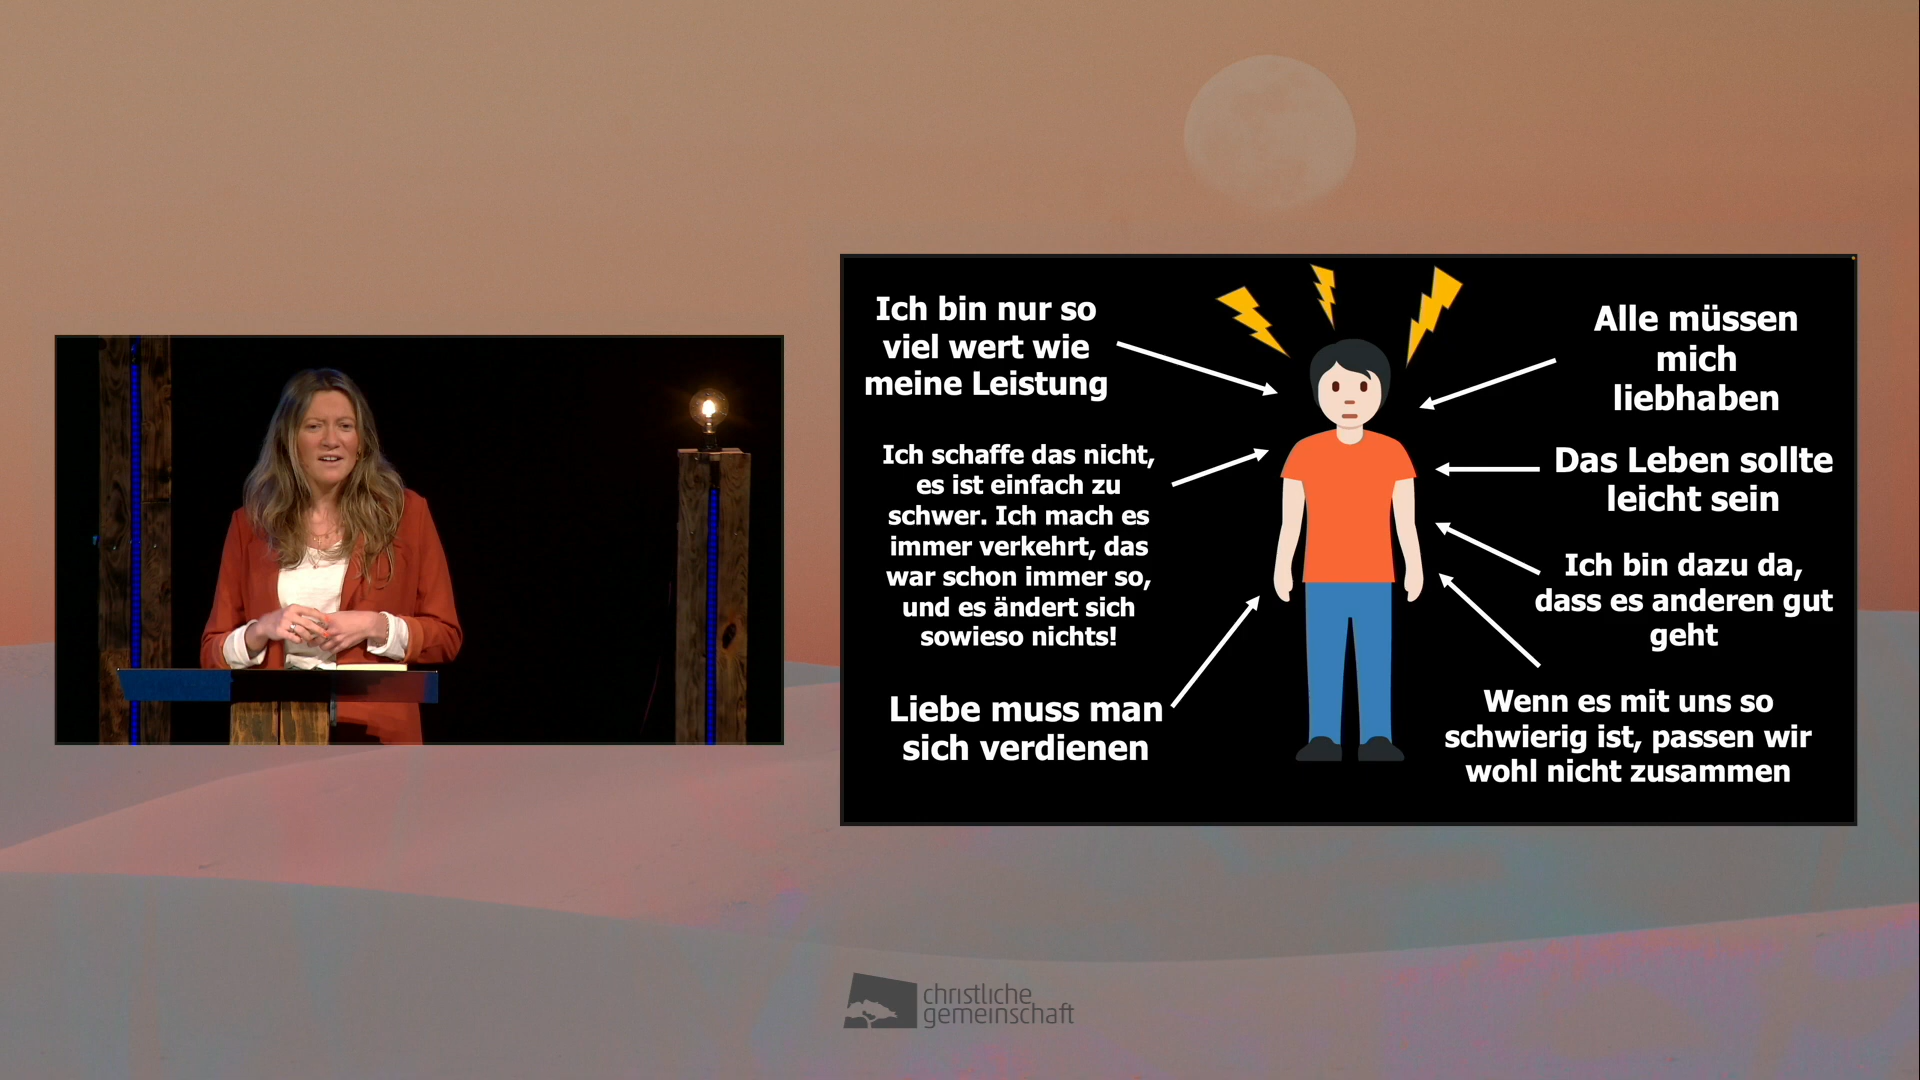 Ich bin nur so
viel wert wie
meine Leistung
Ich schaffe das nicht,
es ist einfach zu
schwer. Ich mach es
immer verkehrt, das
war schon immer so,
und es ändert sich
sowieso nichts!
Liebe muss man
sich verdienen
Alle müssen
mich
liebhaben
Das Leben sollte
leicht sein
Ich bin dazu da,
dass es anderen gut
geht
Wenn es mit uns so
schwierig ist, passen wir
wohl nicht zusammen
christliche
gemeinschaft